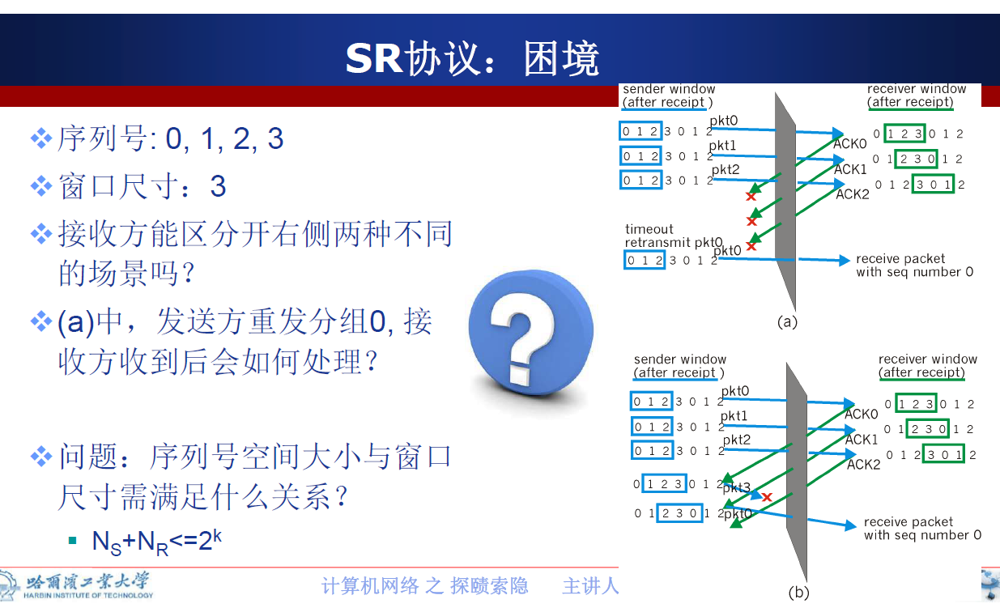 SR协议：困境
序列号: 0, 1, 2, 3
窗口尺寸：3
接收方能区分开右侧两种不同
的场景吗？
(a)中，发送方重发分组0, 接
收方收到后会如何处理？
问题：序列号空间大小与窗口
尺寸需满足什么关系？
NS+NR<=2k
sender window
(after receipt )
receiver window
(after receipt)
0 1 2 3 0 1 2 pkt0
0 1 2 3 0 1 2
0 1 2 3 0 1 2 pkt1
ACK0
0 1 2 3 0 1 2
0 1 2 3 0 1 2 pkt2
ACK1
0 1 2 3 0 1 2
ACK2
timeout
retransmit pkt0
0 1 2 3 0 1 2 pkt0
receive packet
with seq number 0
(a)
sender window
(after receipt )
receiver window
(after receipt)
0 1 2 3 0 1 2 pkt0
0 1 2 3 0 1 2
0 1 2 3 0 1 2 pkt1
ACK0
0 1 2 3 0 1 2
0 1 2 3 0 1 2 pkt2
ACK1
0 1 2 3 0 1 2
ACK2
0 1 2 3 0 1 2 pkt3
0 1 2 3 0 1 2 pkt0
receive packet
with seq number 0
(b)
哈爾濱工業大學
HARBIN INSTITUTE OF TECHNOLOGY
计算机网络 之 探赜索隐
主讲人